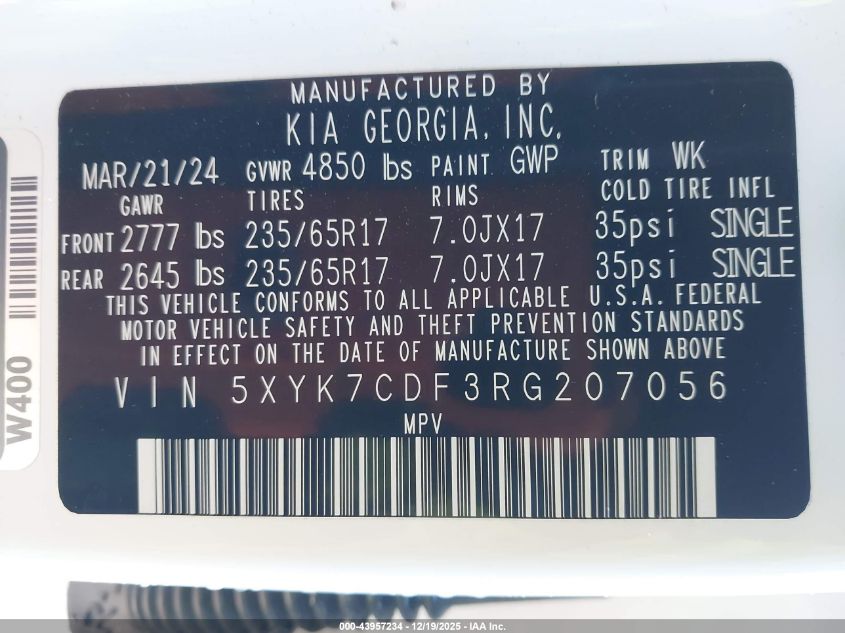 MANUFACTURED BY
KIA GEORGIA, INC.
MAR/21/24 GVWR 4850 lbs PAINT GWP TRIM WK
GAWR TIRES RIMS COLD TIRE INFL
FRONT 2777 lbs 235/65R17 7.0JX17 35psi SINGLE
REAR 2645 lbs 235/65R17 7.0JX17 35psi SINGLE
THIS VEHICLE CONFORMS TO ALL APPLICABLE U.S.A. FEDERAL
MOTOR VEHICLE SAFETY AND THEFT PREVENTION STANDARDS
IN EFFECT ON THE DATE OF MANUFACTURE SHOWN ABOVE
VIN 5XYK7CDF3RG207056
MPV
W400
000-43957234 - 12/19/2025 - IAA Inc.